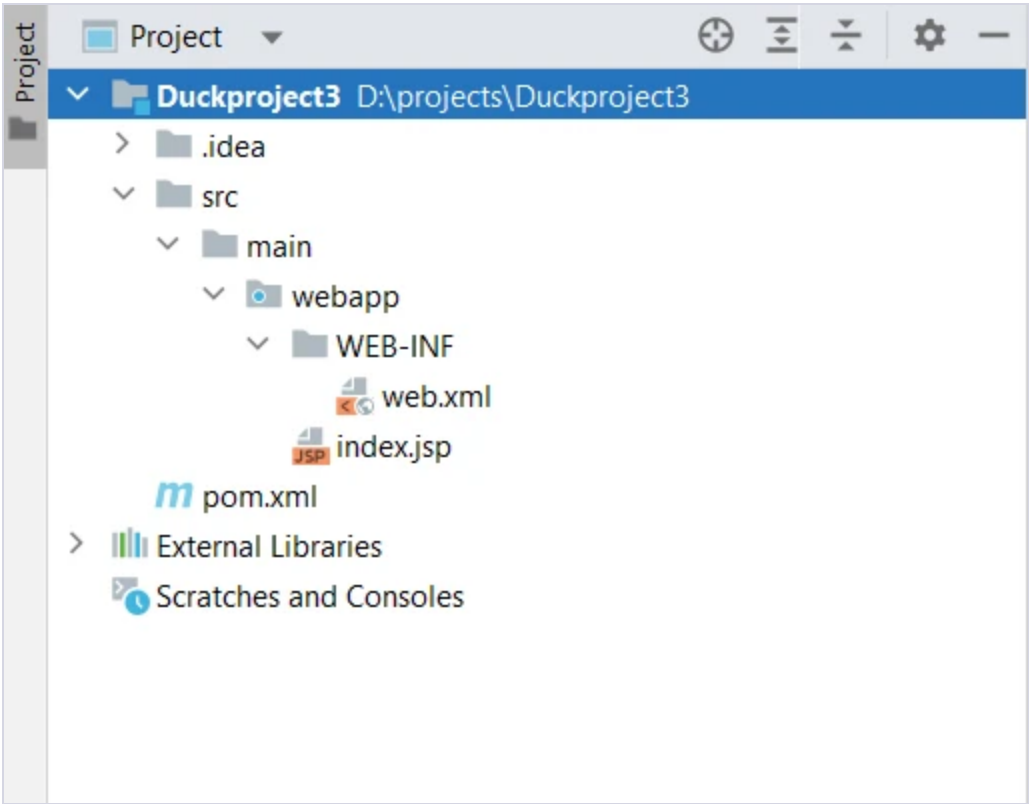 Project
Project
Duckproject3 D:\projects\Duckproject3
.idea
src
main
webapp
WEB-INF
web.xml
JSP index.jsp
m pom.xml
External Libraries
Scratches and Consoles